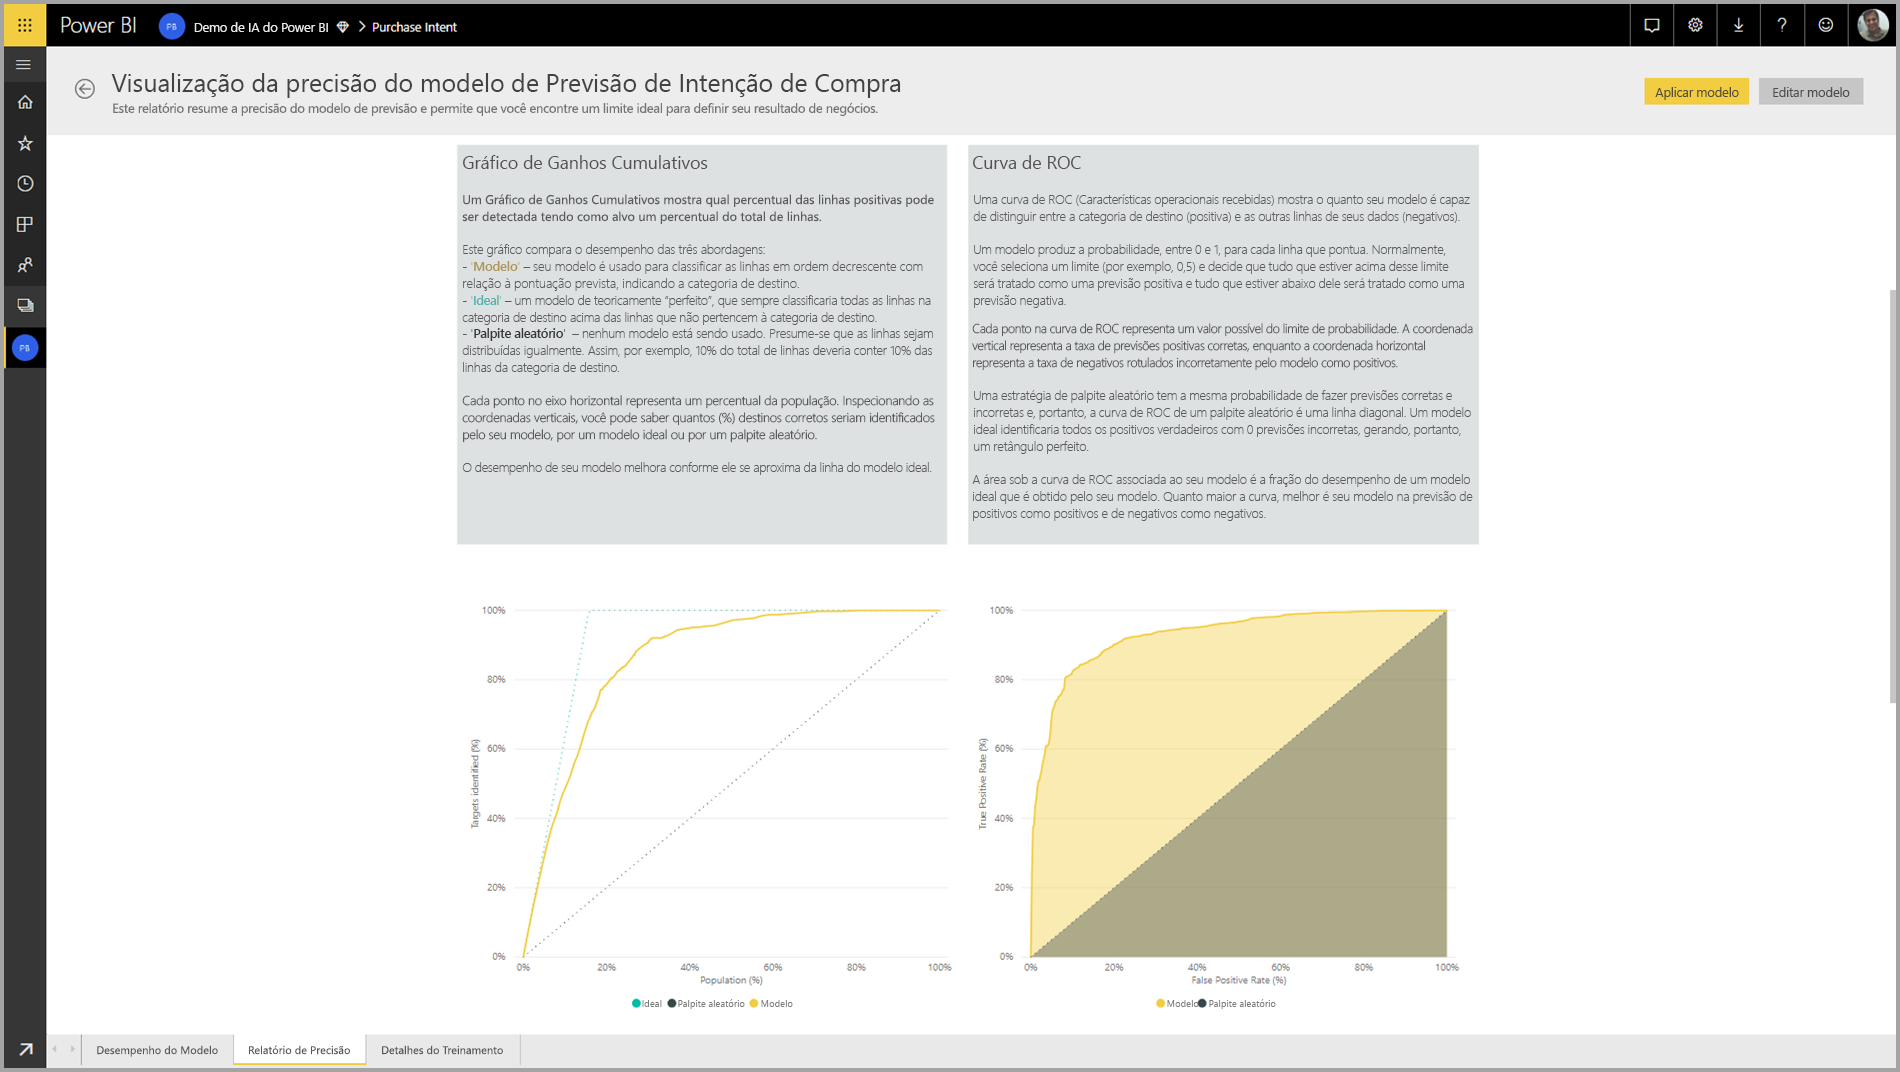 Power BI
PB
Demo de IA do Power BI
Purchase Intent
?
Visualização da precisão do modelo de Previsão de Intenção de Compra
Este relatório resume a precisão do modelo de previsão e permite que você encontre um limite ideal para definir seu resultado de negócios.
Aplicar modelo
Editar modelo
PB
Gráfico de Ganhos Cumulativos
Um Gráfico de Ganhos Cumulativos mostra qual percentual das linhas positivas pode
ser detectada tendo como alvo um percentual do total de linhas.
Este gráfico compara o desempenho das três abordagens:
- 'Modelo' – seu modelo é usado para classificar as linhas em ordem decrescente com
relação à pontuação prevista, indicando a categoria de destino.
- 'Ideal' – um modelo de teoricamente “perfeito”, que sempre classificaria todas as linhas na
categoria de destino acima das linhas que não pertencem à categoria de destino.
- 'Palpite aleatório' – nenhum modelo está sendo usado. Presume-se que as linhas sejam
distribuídas igualmente. Assim, por exemplo, 10% do total de linhas deveria conter 10% das
linhas da categoria de destino.
Cada ponto no eixo horizontal representa um percentual da população. Inspecionando as
coordenadas verticais, você pode saber quantos (%) destinos corretos seriam identificados
pelo seu modelo, por um modelo ideal ou por um palpite aleatório.
O desempenho de seu modelo melhora conforme ele se aproxima da linha do modelo ideal.
Curva de ROC
Uma curva de ROC (Características operacionais recebidas) mostra o quanto seu modelo é capaz
de distinguir entre a categoria de destino (positiva) e as outras linhas de seus dados (negativos).
Um modelo produz a probabilidade, entre 0 e 1, para cada linha que pontua. Normalmente,
você seleciona um limite (por exemplo, 0,5) e decide que tudo que estiver acima desse limite
será tratado como uma previsão positiva e tudo que estiver abaixo dele será tratado como uma
previsão negativa.
Cada ponto na curva de ROC representa um valor possível do limite de probabilidade. A coordenada
vertical representa a taxa de previsões positivas corretas, enquanto a coordenada horizontal
representa a taxa de negativos rotulados incorretamente pelo modelo como positivos.
Uma estratégia de palpite aleatório tem a mesma probabilidade de fazer previsões corretas e
incorretas e, portanto, a curva de ROC de um palpite aleatório é uma linha diagonal. Um modelo
ideal identificaria todos os positivos verdadeiros com 0 previsões incorretas, gerando, portanto,
um retângulo perfeito.
A área sob a curva de ROC associada ao seu modelo é a fração do desempenho de um modelo
ideal que é obtido pelo seu modelo. Quanto maior a curva, melhor é seu modelo na previsão de
positivos como positivos e de negativos como negativos.
100%
80%
60%
40%
20%
0%
Targets identified (%)
0% 20% 40% 60% 80% 100%
Population (%)
Ideal Palpite aleatório Modelo
100%
80%
60%
40%
20%
0%
True Positive Rate (%)
0% 20% 40% 60% 80% 100%
False Positive Rate (%)
Modelo Palpite aleatório
Desempenho do Modelo
Relatório de Precisão
Detalhes do Treinamento